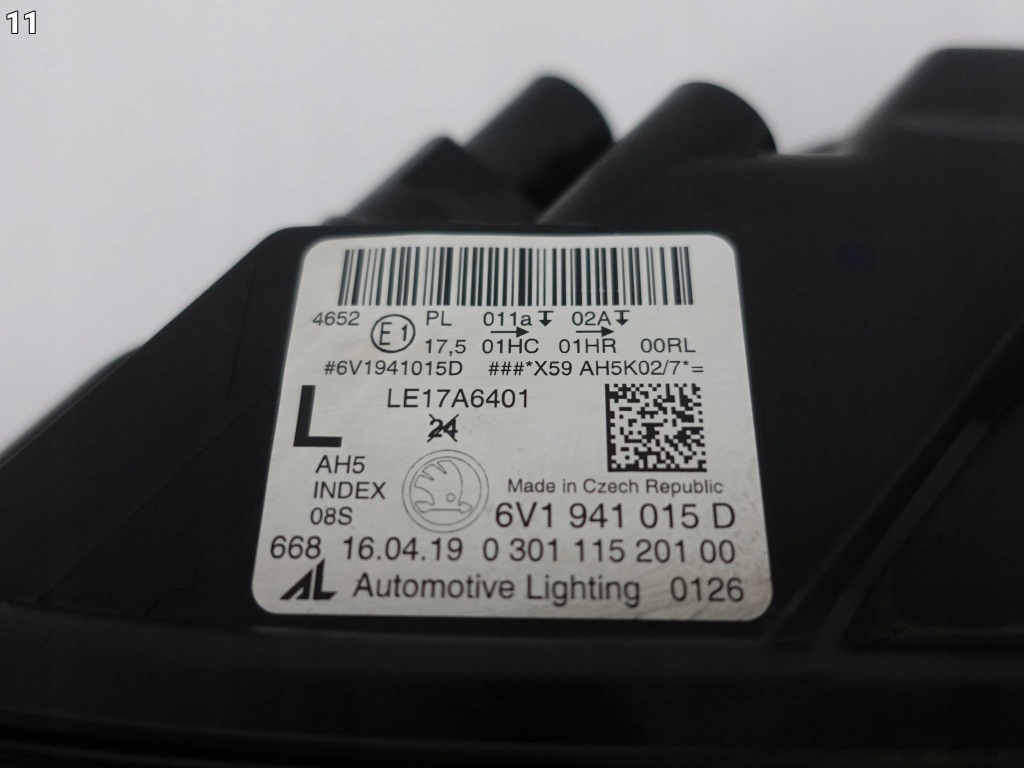 11
4652 E1 PL 011a 02A
17,5 01HC 01HR 00RL
#6V1941015D ###*X59 AH5K02/7*=
LE17A6401
L 24
AH5
INDEX Made in Czech Republic
08S 6V1 941 015 D
668 16.04.19 0 301 115 201 00
AL Automotive Lighting 0126